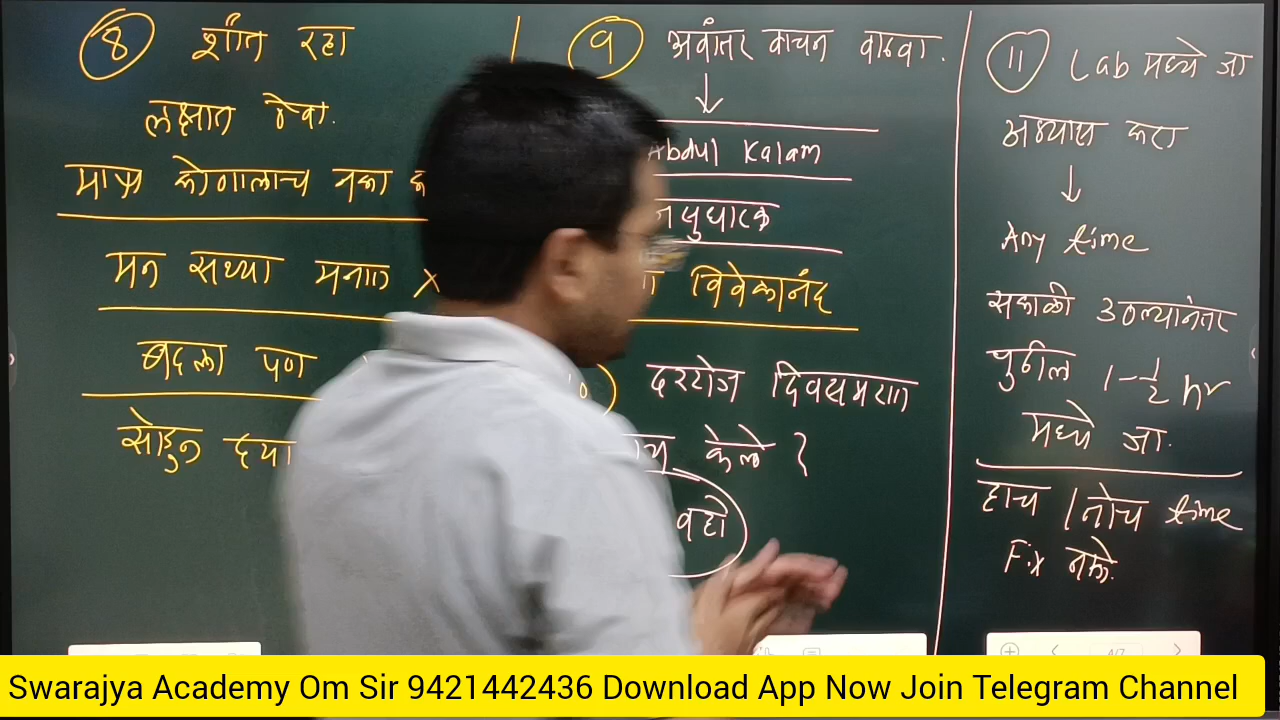 8 शांत रहा
लक्षात ठेवा.
मात्र कोणालाच नका
मन सध्या मनात X
बदला पण
सोडुन द्या
9 अवांतर वाचन वाढवा.
Abdul Kalam
सुधारक
विवेकानंद
दररोज दिवसभरात
केले ?
वही
11 Lab मध्ये जा
अभ्यास करा
Any time
सकाळी उठल्यानंतर
पुढील 1-1/2 hr
मध्ये जा.
हाच / तोच time
Fix नको.
Swarajya Academy Om Sir 9421442436 Download App Now Join Telegram Channel